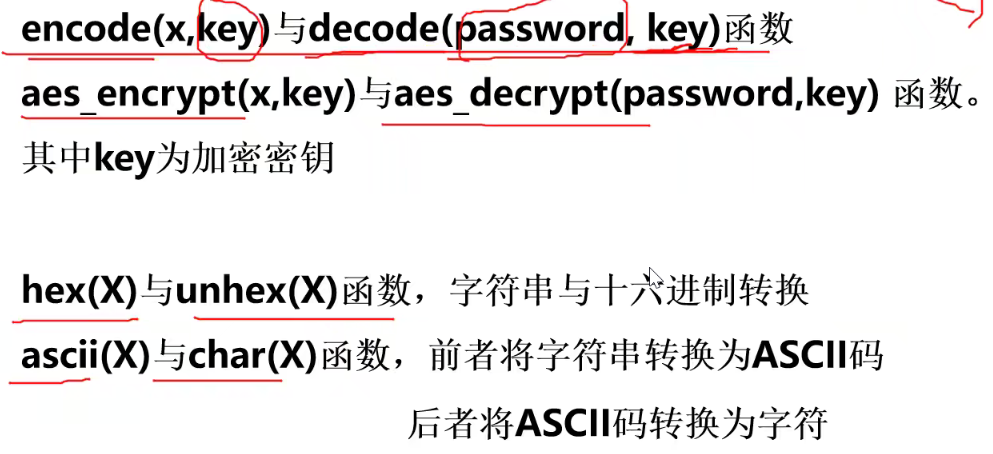 encode(x,key)与decode(password, key)函数
aes_encrypt(x,key)与aes_decrypt(password,key) 函数。
其中key为加密密钥
hex(X)与unhex(X)函数，字符串与十六进制转换
ascii(X)与char(X)函数，前者将字符串转换为ASCII码
后者将ASCII码转换为字符